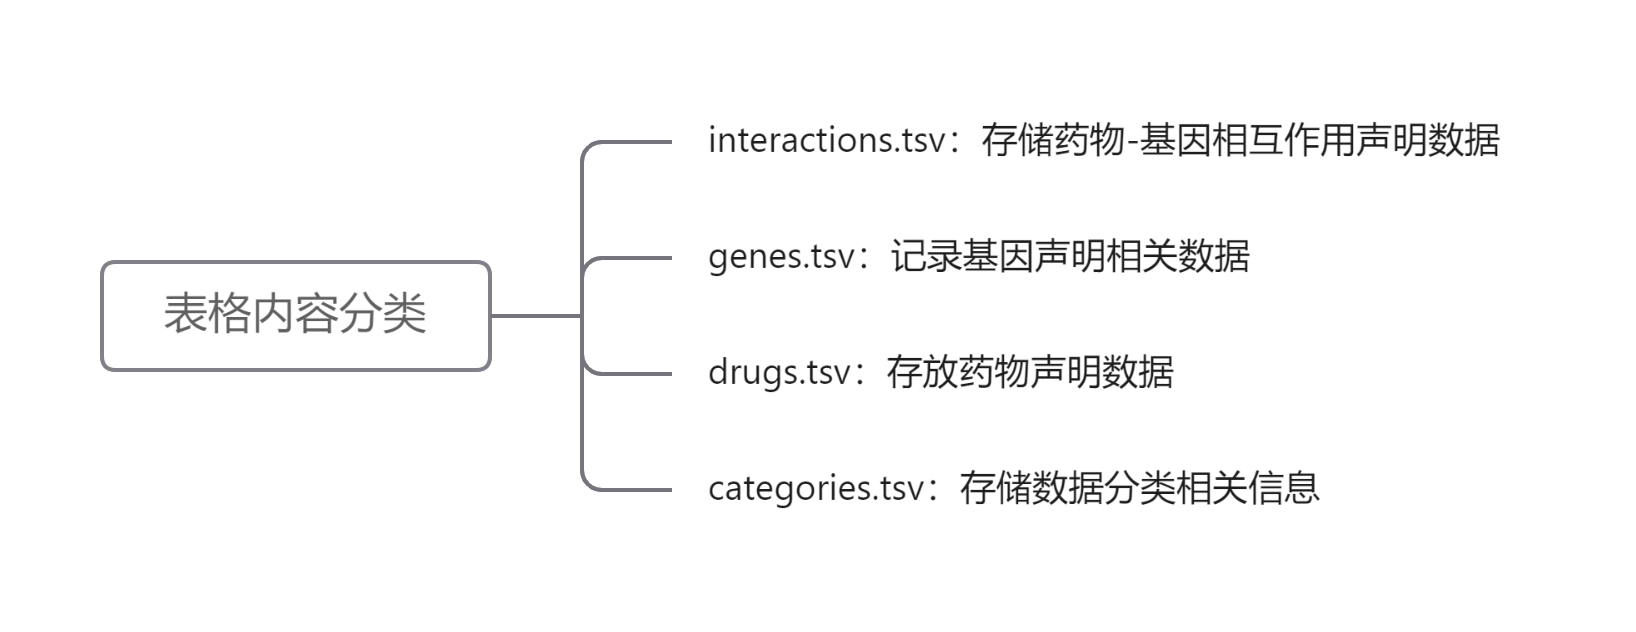 表格内容分类
interactions.tsv：存储药物-基因相互作用声明数据
genes.tsv：记录基因声明相关数据
drugs.tsv：存放药物声明数据
categories.tsv：存储数据分类相关信息